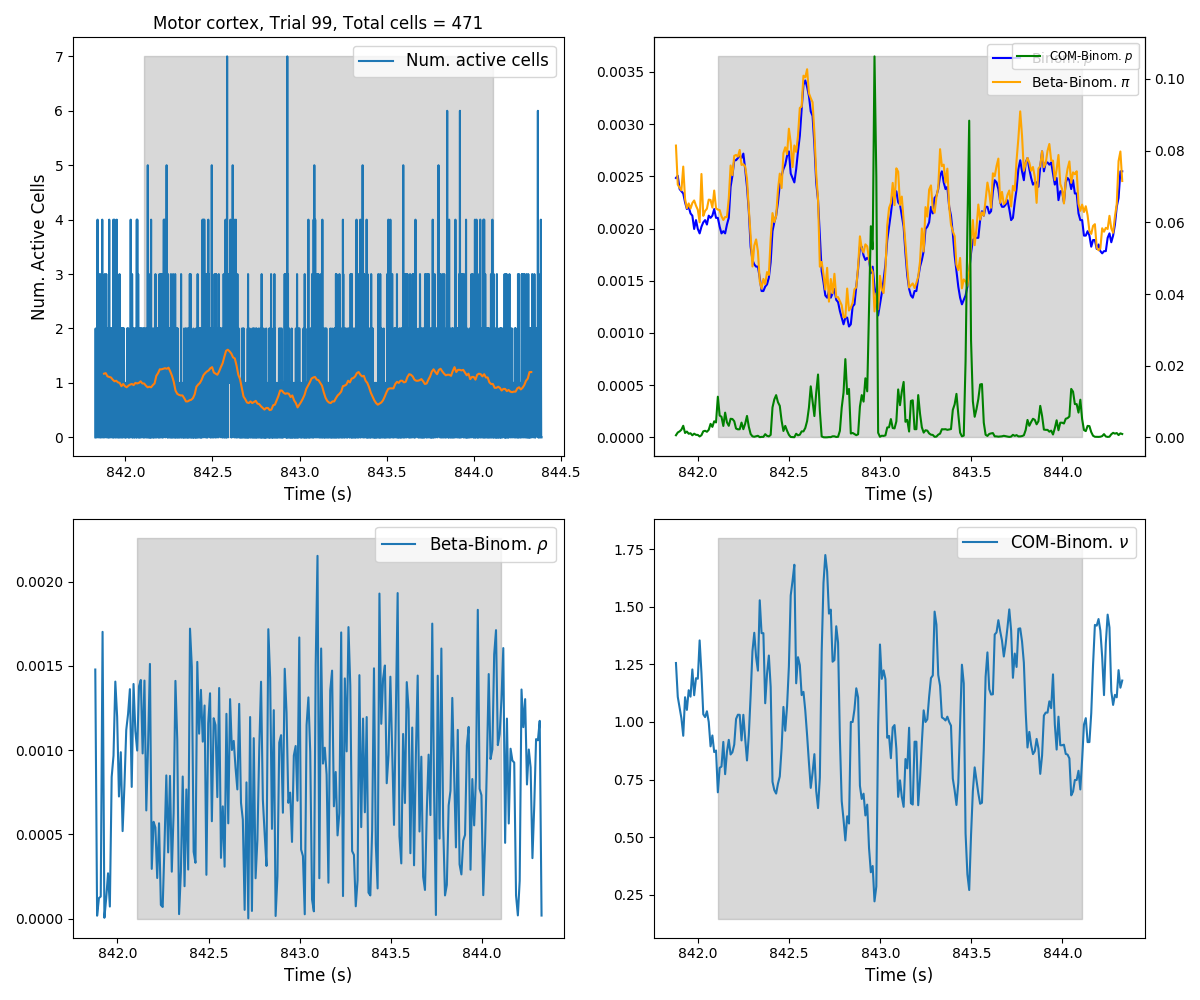 Motor cortex, Trial 99, Total cells = 471
Num. active cells
Num. Active Cells
7
6
5
4
3
2
1
0
842.0 842.5 843.0 843.5 844.0 844.5
Time (s)
COM-Binom. p
Beta-Binom. π
0.0035
0.0030
0.0025
0.0020
0.0015
0.0010
0.0005
0.0000
0.10
0.08
0.06
0.04
0.02
0.00
842.0 842.5 843.0 843.5 844.0
Time (s)
Beta-Binom. ρ
0.0020
0.0015
0.0010
0.0005
0.0000
842.0 842.5 843.0 843.5 844.0
Time (s)
COM-Binom. ν
1.75
1.50
1.25
1.00
0.75
0.50
0.25
842.0 842.5 843.0 843.5 844.0
Time (s)